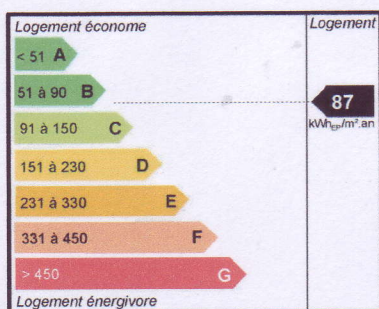 Logement économe
Logement
< 51 A
51 à 90 B
87
kWhEP/m².an
91 à 150 C
151 à 230 D
231 à 330 E
331 à 450 F
> 450 G
Logement énergivore